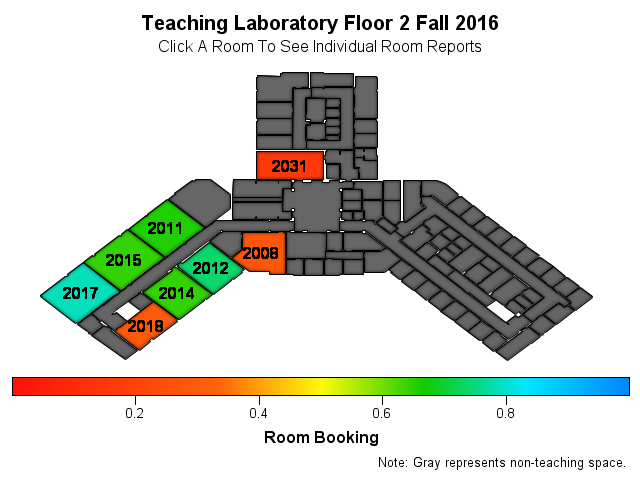 Teaching Laboratory Floor 2 Fall 2016
Click A Room To See Individual Room Reports
2031
2011
2015
2008
2012
2017
2014
2018
0.2 0.4 0.6 0.8
Room Booking
Note: Gray represents non-teaching space.